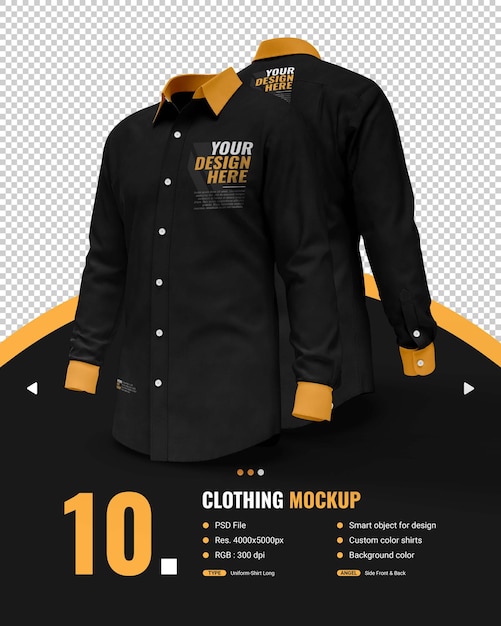 YOUR
DESIGN
HERE
YOUR
DESIGN
HERE
10.
CLOTHING MOCKUP
PSD File
Res. 4000x5000px
RGB : 300 dpi
Smart object for design
Custom color shirts
Background color
TYPE Uniform-Shirt Long
ANGEL Side Front & Back